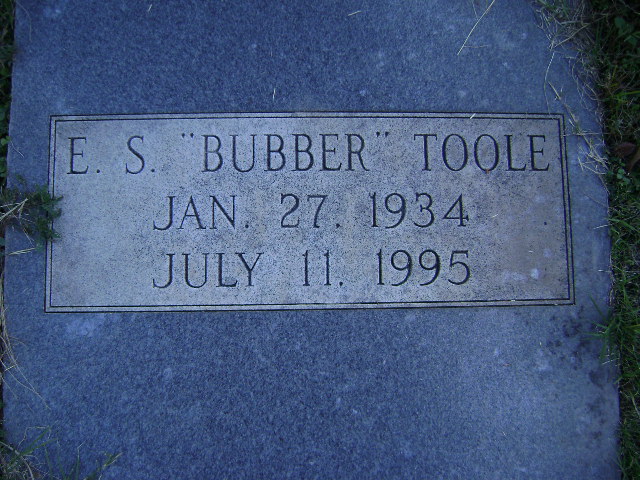 E. S. "BUBBER" TOOLE
JAN. 27. 1934
JULY 11. 1995